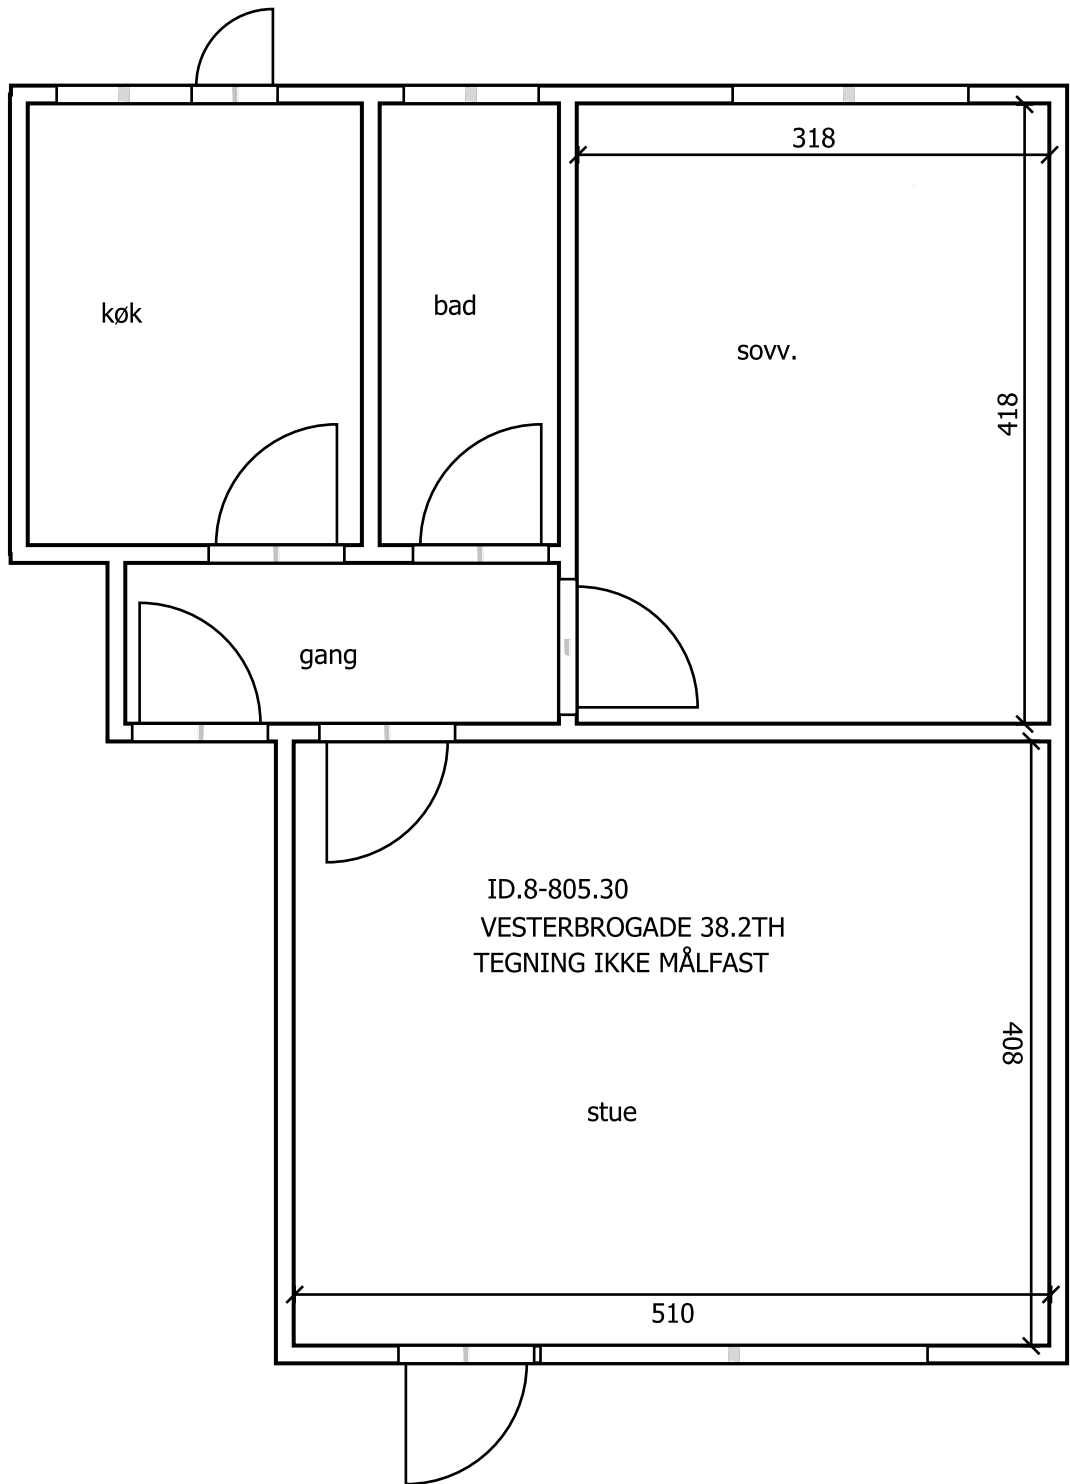 318
køk
bad
sovv.
418
gang
ID.8-805.30
VESTERBROGADE 38.2TH
TEGNING IKKE MÅLFAST
408
stue
510